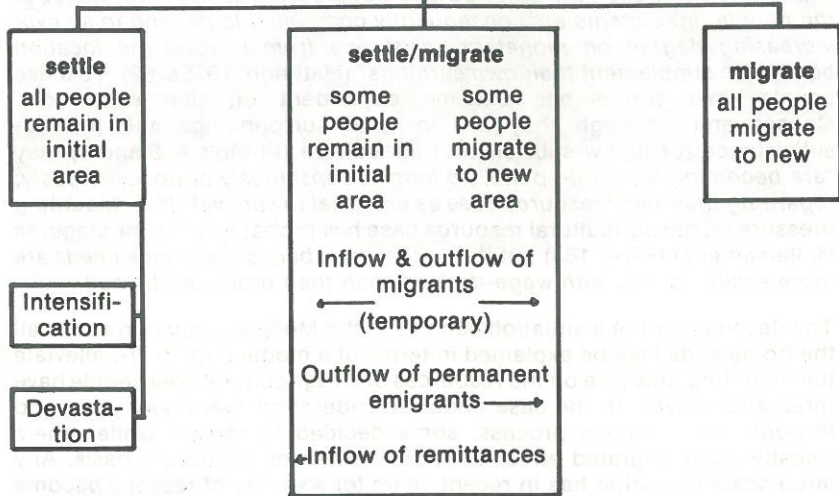 settle
all people
remain in
initial
area
Intensifi-
cation
Devasta-
tion
settle/migrate
some
people
remain in
initial
area
some
people
migrate
to new
area
Inflow & outflow of
migrants
(temporary)
Outflow of permanent
emigrants
Inflow of remittances
migrate
all people
migrate
to new